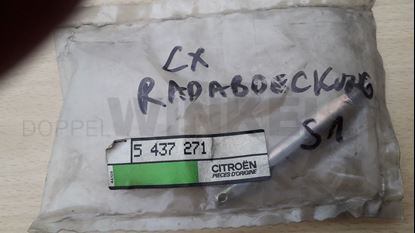 CX
RADABDECKUNG
S1
DOPPEL WINKEL
5 437 271
CITROËN
PIÈCES D'ORIGINE